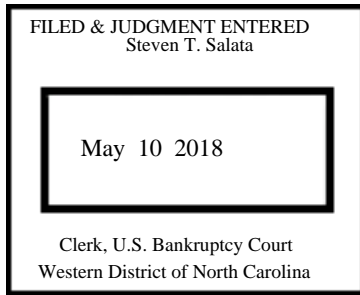 FILED & JUDGMENT ENTERED
Steven T. Salata
May 10 2018
Clerk, U.S. Bankruptcy Court
Western District of North Carolina